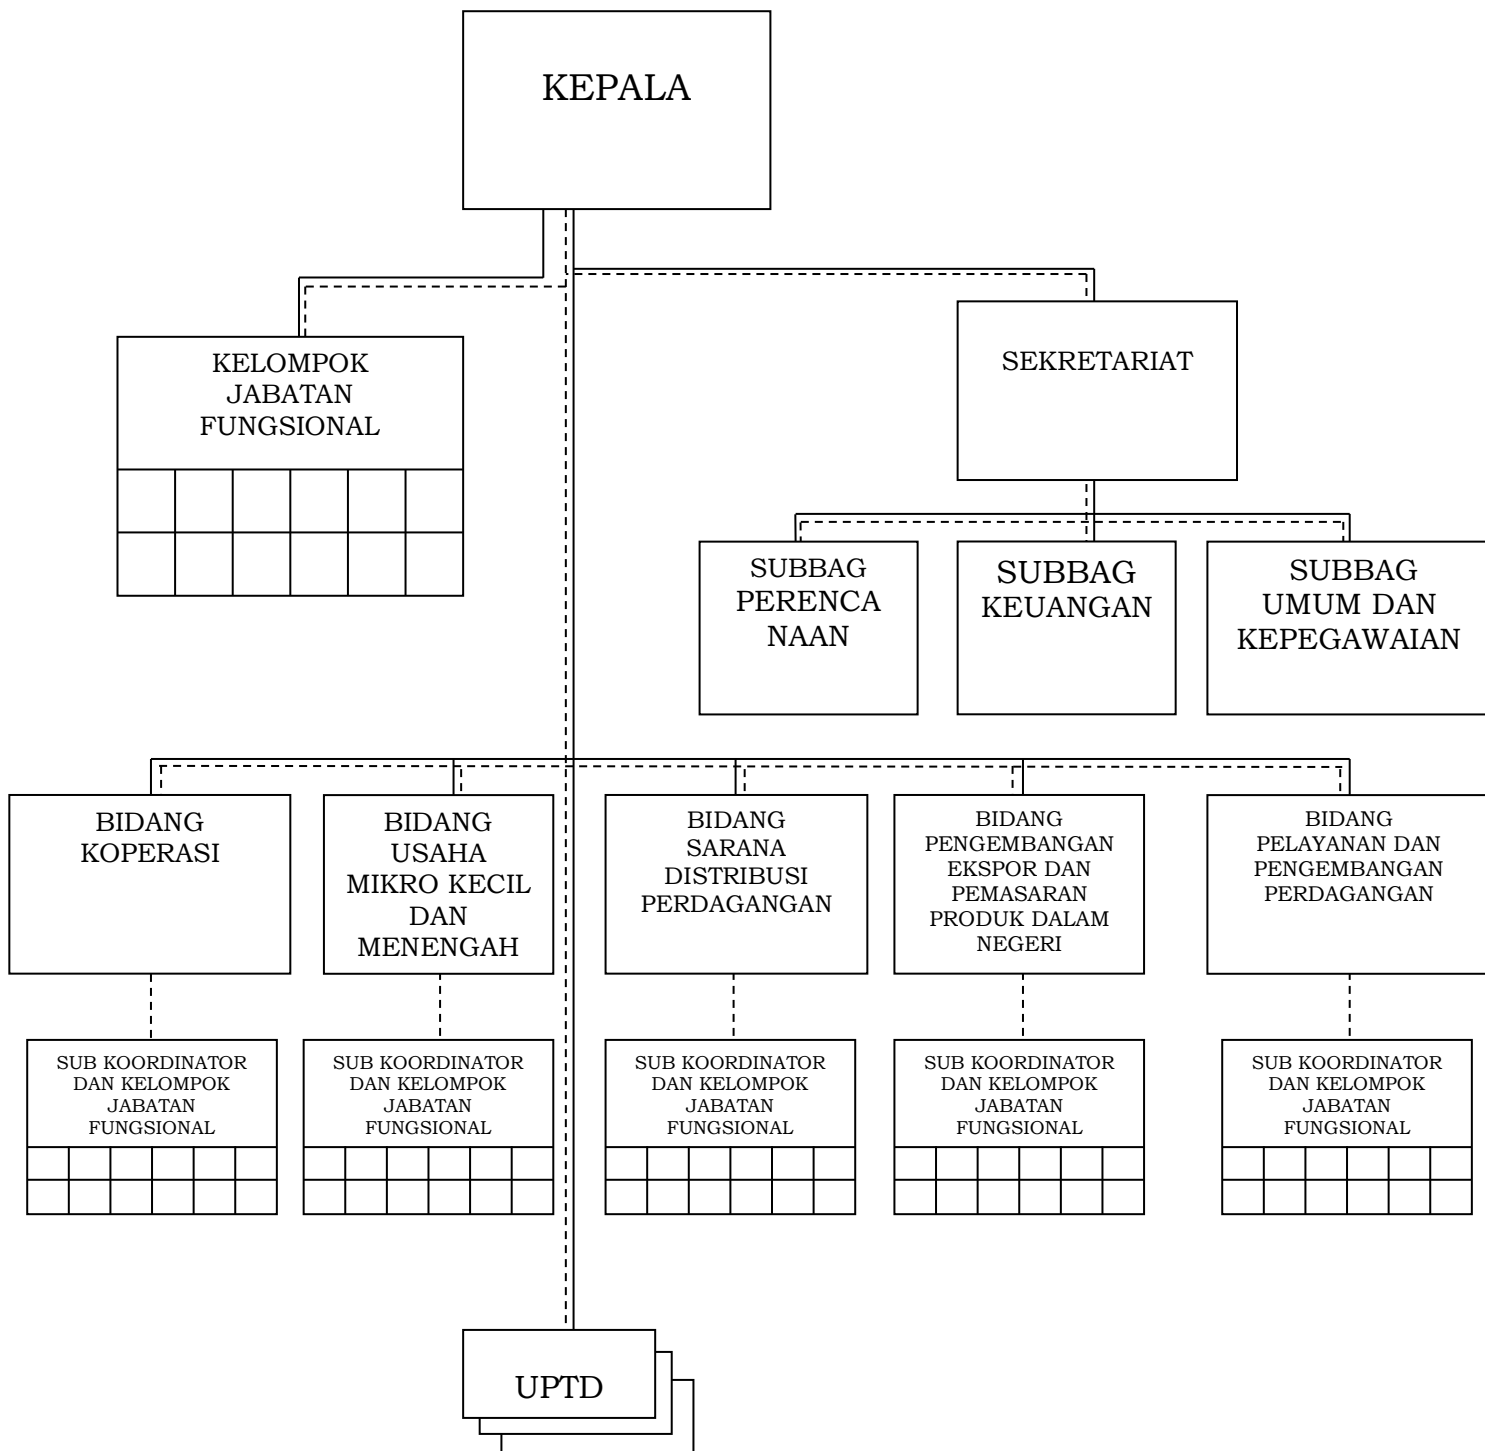 KEPALA
KELOMPOK
JABATAN
FUNGSIONAL
SEKRETARIAT
SUBBAG
PERENCA
NAAN
SUBBAG
KEUANGAN
SUBBAG
UMUM DAN
KEPEGAWAIAN
BIDANG
KOPERASI
BIDANG
USAHA
MIKRO KECIL
DAN
MENENGAH
BIDANG
SARANA
DISTRIBUSI
PERDAGANGAN
BIDANG
PENGEMBANGAN
EKSPOR DAN
PEMASARAN
PRODUK DALAM
NEGERI
BIDANG
PELAYANAN DAN
PENGEMBANGAN
PERDAGANGAN
SUB KOORDINATOR
DAN KELOMPOK
JABATAN
FUNGSIONAL
SUB KOORDINATOR
DAN KELOMPOK
JABATAN
FUNGSIONAL
SUB KOORDINATOR
DAN KELOMPOK
JABATAN
FUNGSIONAL
SUB KOORDINATOR
DAN KELOMPOK
JABATAN
FUNGSIONAL
SUB KOORDINATOR
DAN KELOMPOK
JABATAN
FUNGSIONAL
UPTD